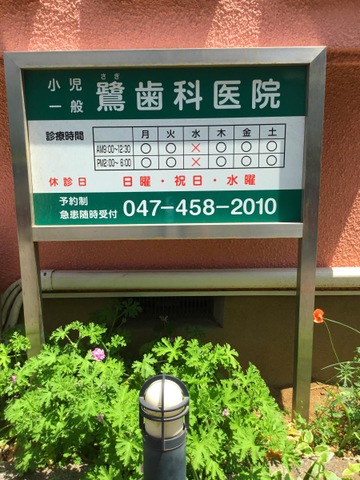 小児
一般
さぎ
鷺歯科医院
診療時間
月 火 水 木 金 土
AM9:00~12:30 ○ ○ × ○ ○ ○
PM2:00~6:00 ○ ○ × ○ ○ ○
休診日 日曜・祝日・水曜
予約制
急患随時受付 047-458-2010